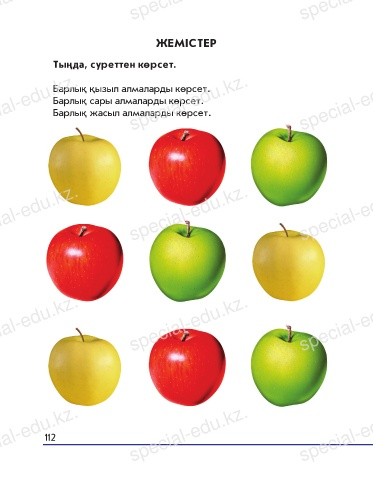 ЖЕМІСТЕР
Тыңда, суреттен көрсет.
Барлық қызыл алмаларды көрсет.
Барлық сары алмаларды көрсет.
Барлық жасыл алмаларды көрсет.
112
special-edu.kz.